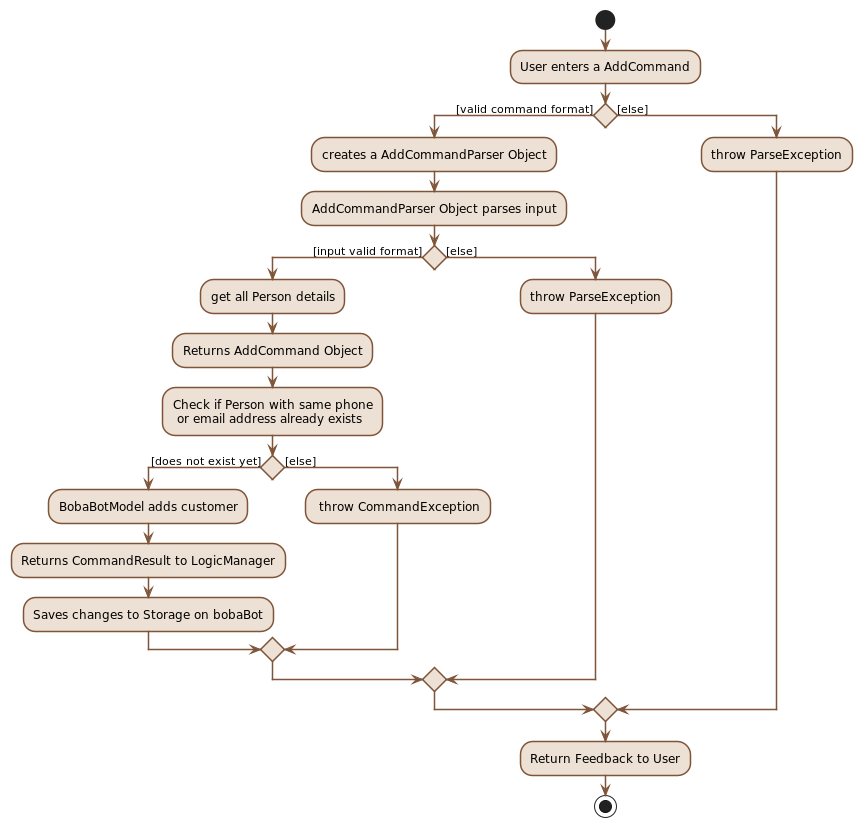 User enters a AddCommand
[valid command format]
[else]
creates a AddCommandParser Object
throw ParseException
AddCommandParser Object parses input
[input valid format]
[else]
get all Person details
throw ParseException
Returns AddCommand Object
Check if Person with same phone
or email address already exists
[does not exist yet]
[else]
BobaBotModel adds customer
throw CommandException
Returns CommandResult to LogicManager
Saves changes to Storage on bobaBot
Return Feedback to User